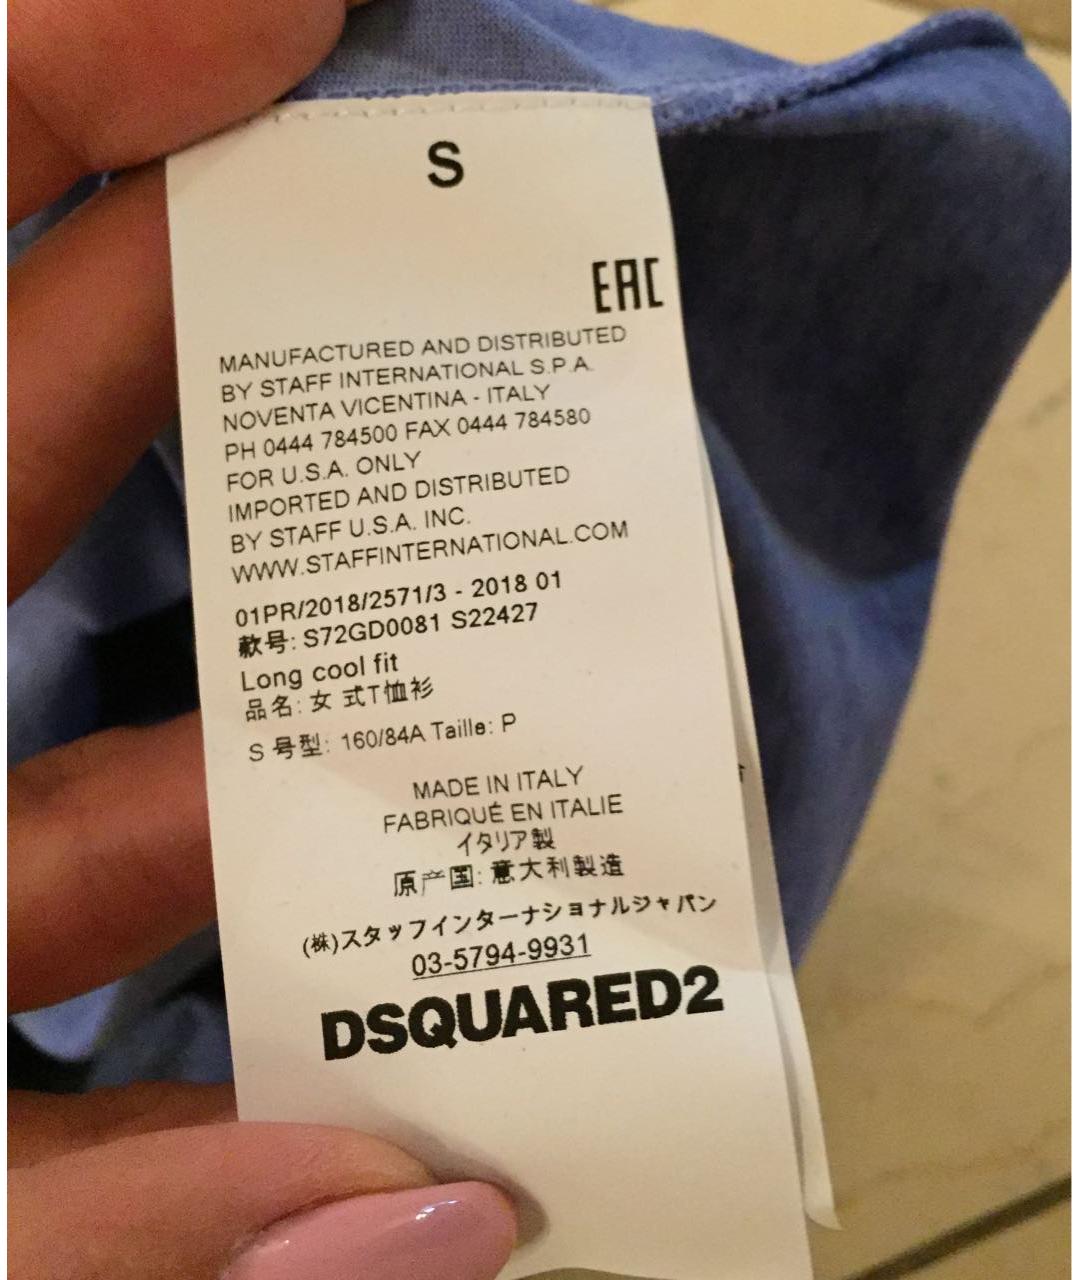 S
EAC
MANUFACTURED AND DISTRIBUTED
BY STAFF INTERNATIONAL S.P.A.
NOVENTA VICENTINA - ITALY
PH 0444 784500 FAX 0444 784580
FOR U.S.A. ONLY
IMPORTED AND DISTRIBUTED
BY STAFF U.S.A. INC.
WWW.STAFFINTERNATIONAL.COM
01PR/2018/2571/3 - 2018 01
款号: S72GD0081 S22427
Long cool fit
品名: 女 式T恤衫
S 号型: 160/84A Taille: P
MADE IN ITALY
FABRIQUÉ EN ITALIE
イタリア製
原产国: 意大利製造
(株)スタッフインターナショナルジャパン
03-5794-9931
DSQUARED2